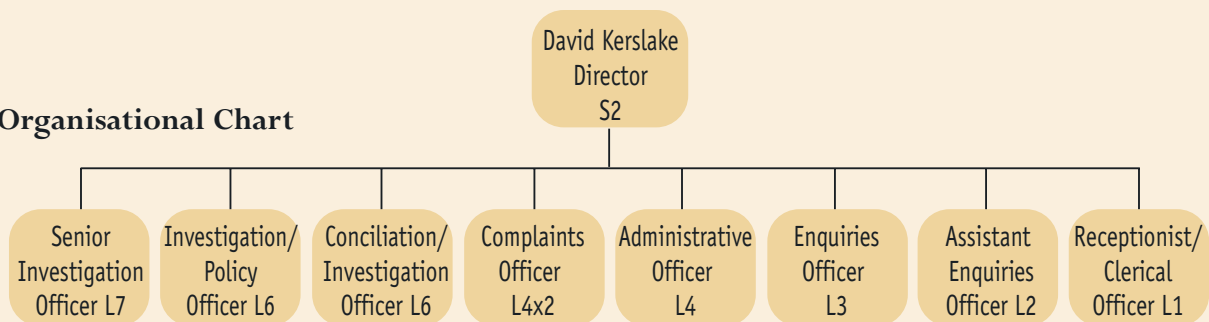 David Kerslake
Director
S2
Organisational Chart
Senior
Investigation
Officer L7
Investigation/
Policy
Officer L6
Conciliation/
Investigation
Officer L6
Complaints
Officer
L4x2
Administrative
Officer
L4
Enquiries
Officer
L3
Assistant
Enquiries
Officer L2
Receptionist/
Clerical
Officer L1